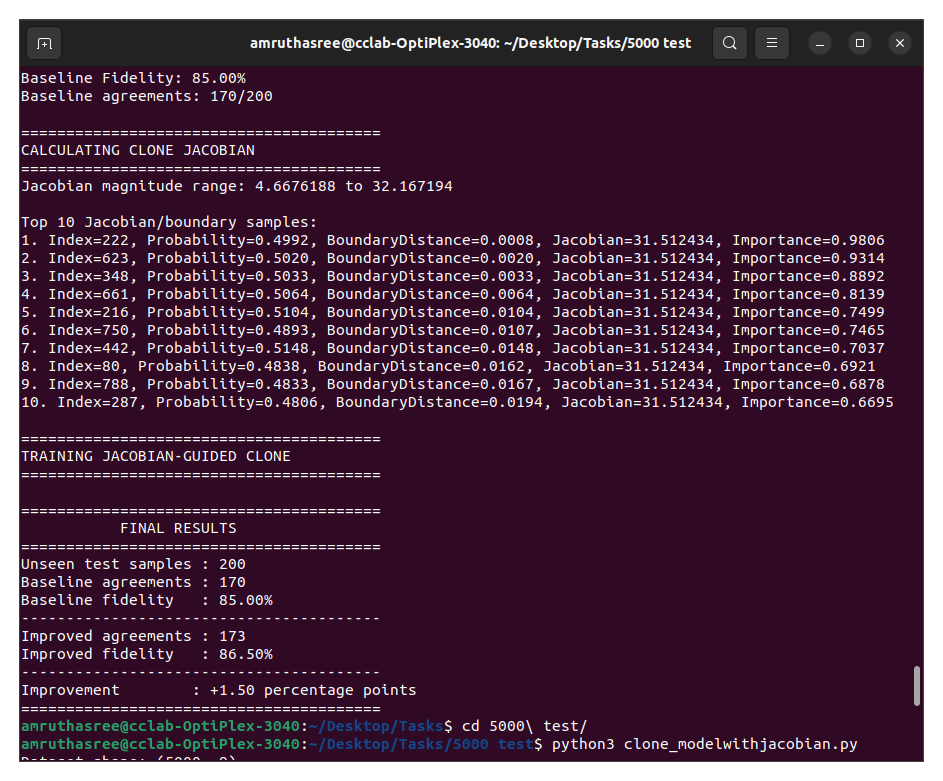 amruthasree@cclab-OptiPlex-3040: ~/Desktop/Tasks/5000 test
Baseline Fidelity: 85.00%
Baseline agreements: 170/200
========================================
CALCULATING CLONE JACOBIAN
========================================
Jacobian magnitude range: 4.6676188 to 32.167194
Top 10 Jacobian/boundary samples:
1. Index=222, Probability=0.4992, BoundaryDistance=0.0008, Jacobian=31.512434, Importance=0.9806
2. Index=623, Probability=0.5020, BoundaryDistance=0.0020, Jacobian=31.512434, Importance=0.9314
3. Index=348, Probability=0.5033, BoundaryDistance=0.0033, Jacobian=31.512434, Importance=0.8892
4. Index=661, Probability=0.5064, BoundaryDistance=0.0064, Jacobian=31.512434, Importance=0.8139
5. Index=216, Probability=0.5104, BoundaryDistance=0.0104, Jacobian=31.512434, Importance=0.7499
6. Index=750, Probability=0.4893, BoundaryDistance=0.0107, Jacobian=31.512434, Importance=0.7465
7. Index=442, Probability=0.5148, BoundaryDistance=0.0148, Jacobian=31.512434, Importance=0.7037
8. Index=80, Probability=0.4838, BoundaryDistance=0.0162, Jacobian=31.512434, Importance=0.6921
9. Index=788, Probability=0.4833, BoundaryDistance=0.0167, Jacobian=31.512434, Importance=0.6878
10. Index=287, Probability=0.4806, BoundaryDistance=0.0194, Jacobian=31.512434, Importance=0.6695
========================================
TRAINING JACOBIAN-GUIDED CLONE
========================================
========================================
FINAL RESULTS
========================================
Unseen test samples : 200
Baseline agreements : 170
Baseline fidelity   : 85.00%
----------------------------------------
Improved agreements : 173
Improved fidelity   : 86.50%
----------------------------------------
Improvement        : +1.50 percentage points
========================================
amruthasree@cclab-OptiPlex-3040:~/Desktop/Tasks$ cd 5000\ test/
amruthasree@cclab-OptiPlex-3040:~/Desktop/Tasks/5000 test$ python3 clone_modelwithjacobian.py
Dataset shape: (5000, 9)